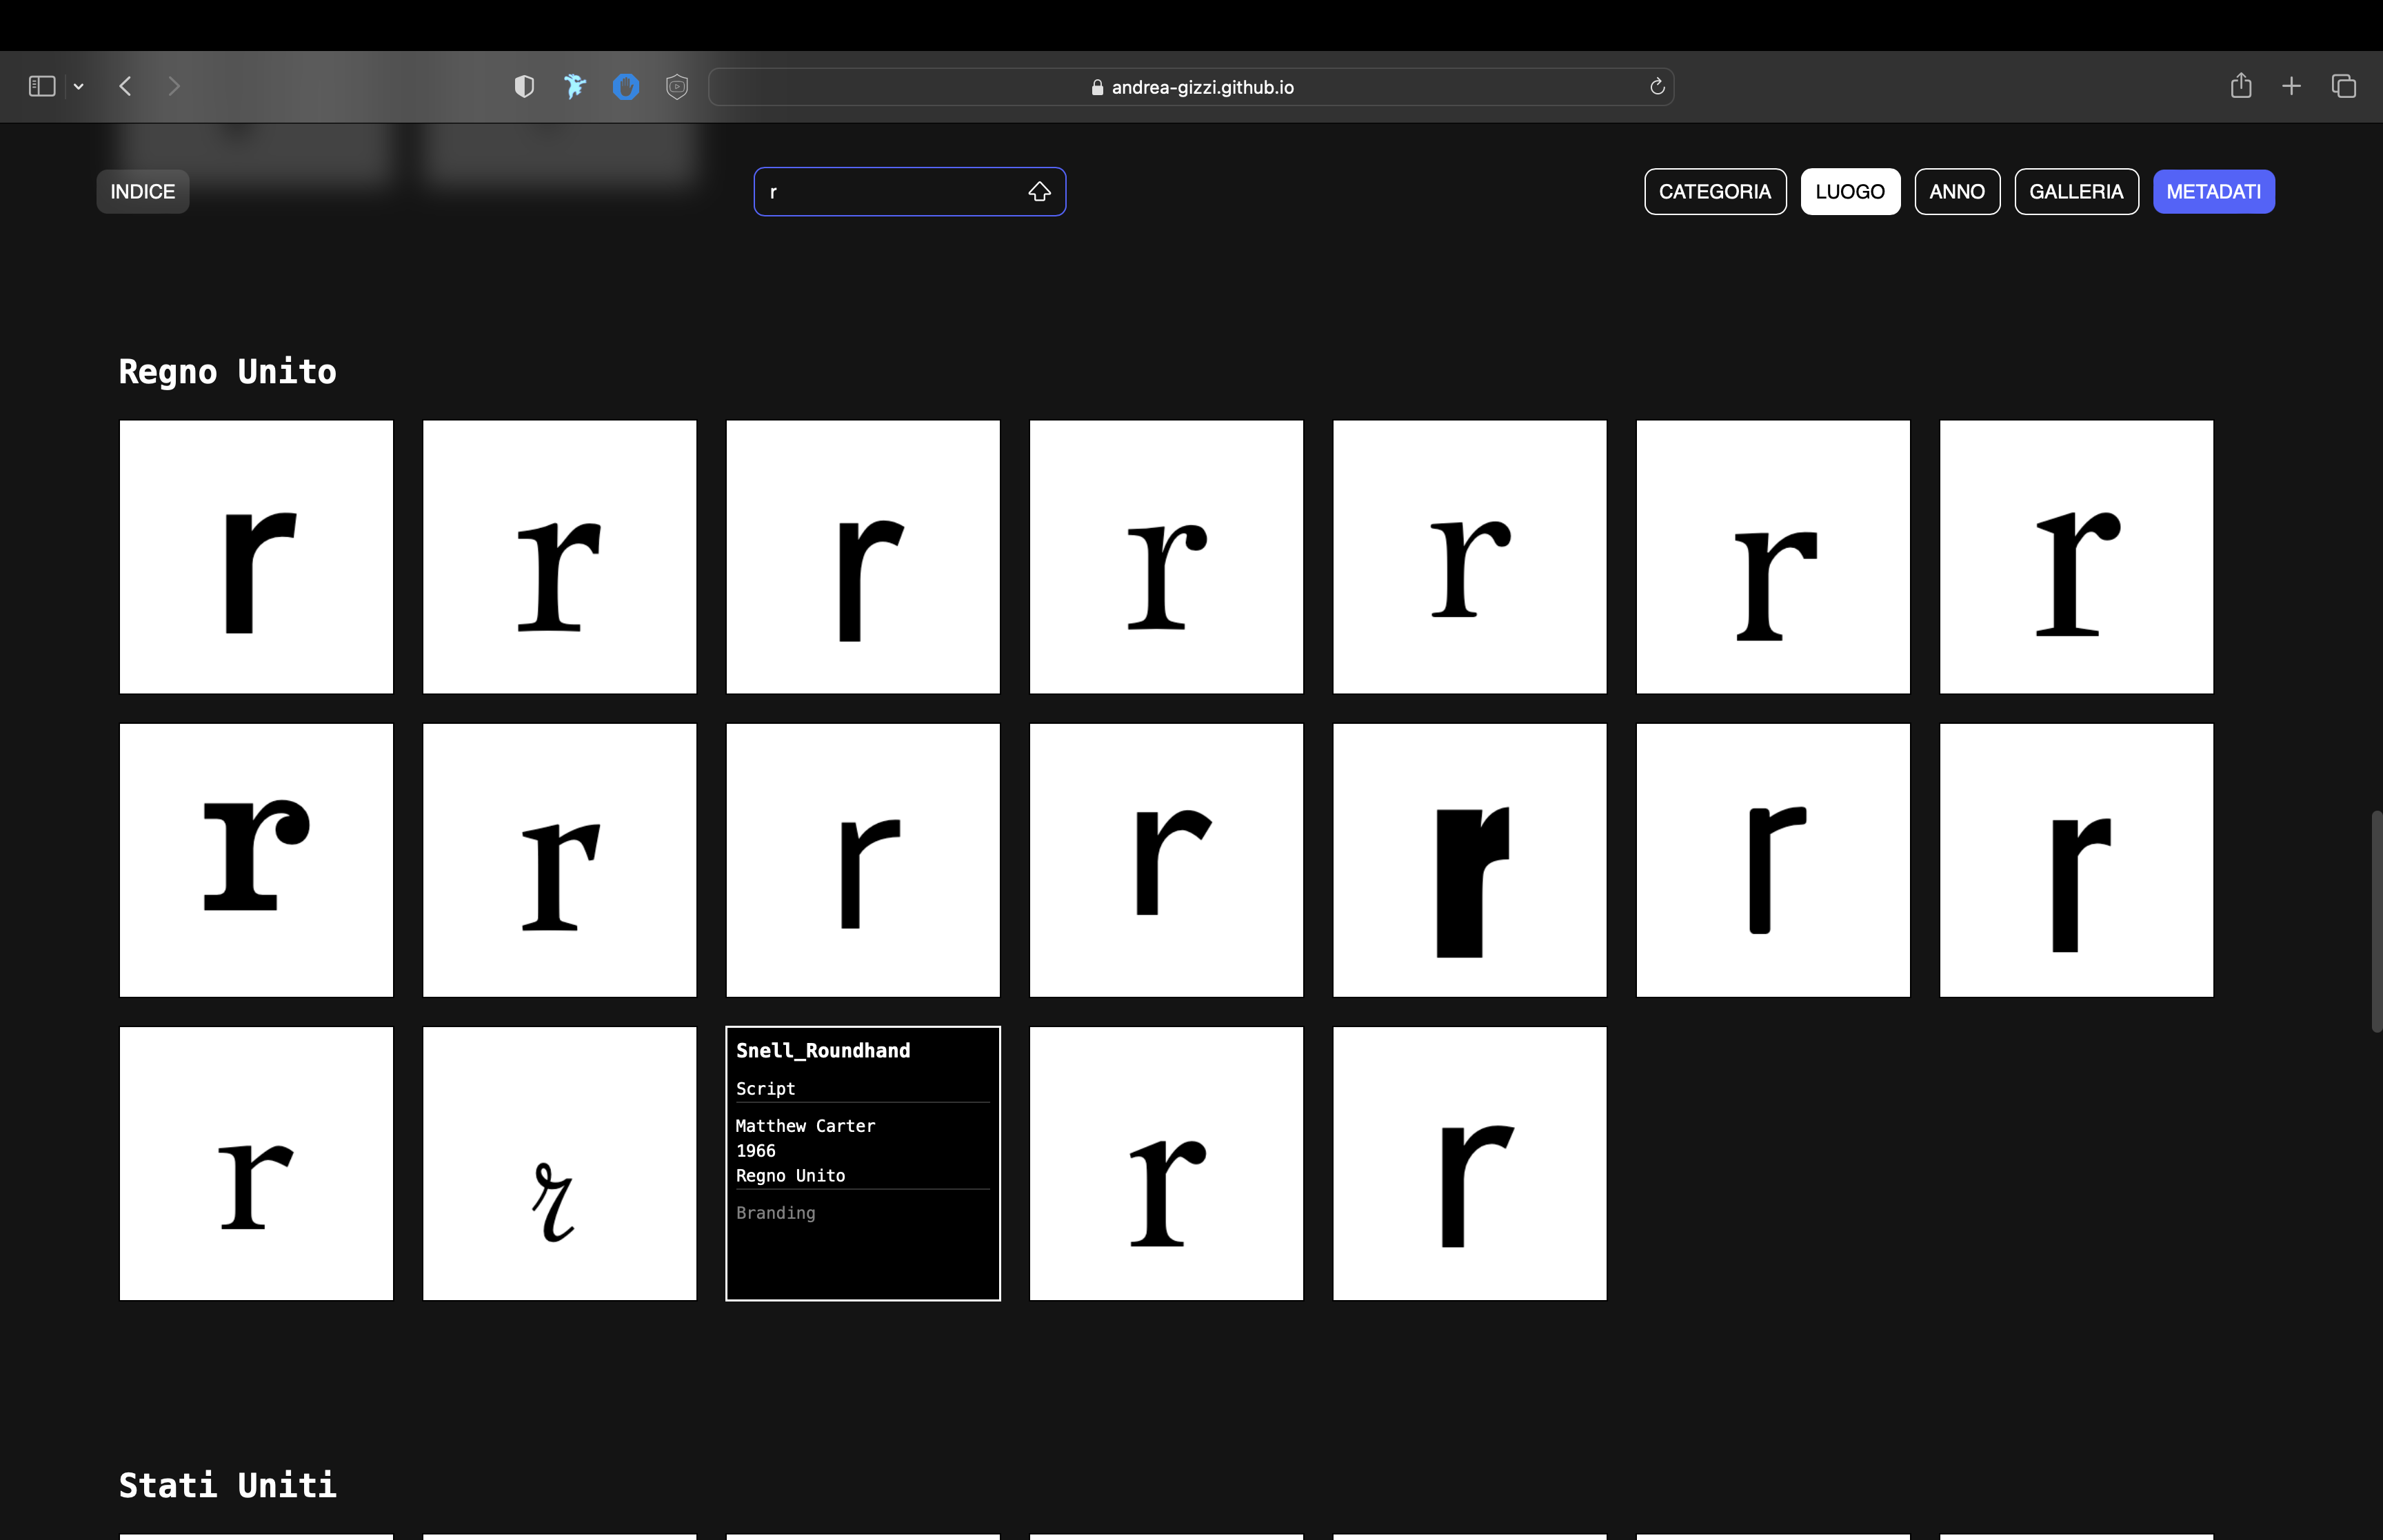 andrea-gizzi.github.io
INDICE
r
CATEGORIA
LUOGO
ANNO
GALLERIA
METADATI
Regno Unito
r r r r r r r
r r r r r r r
r r
Snell_Roundhand
Script
Matthew Carter
1966
Regno Unito
Branding
r r
Stati Uniti